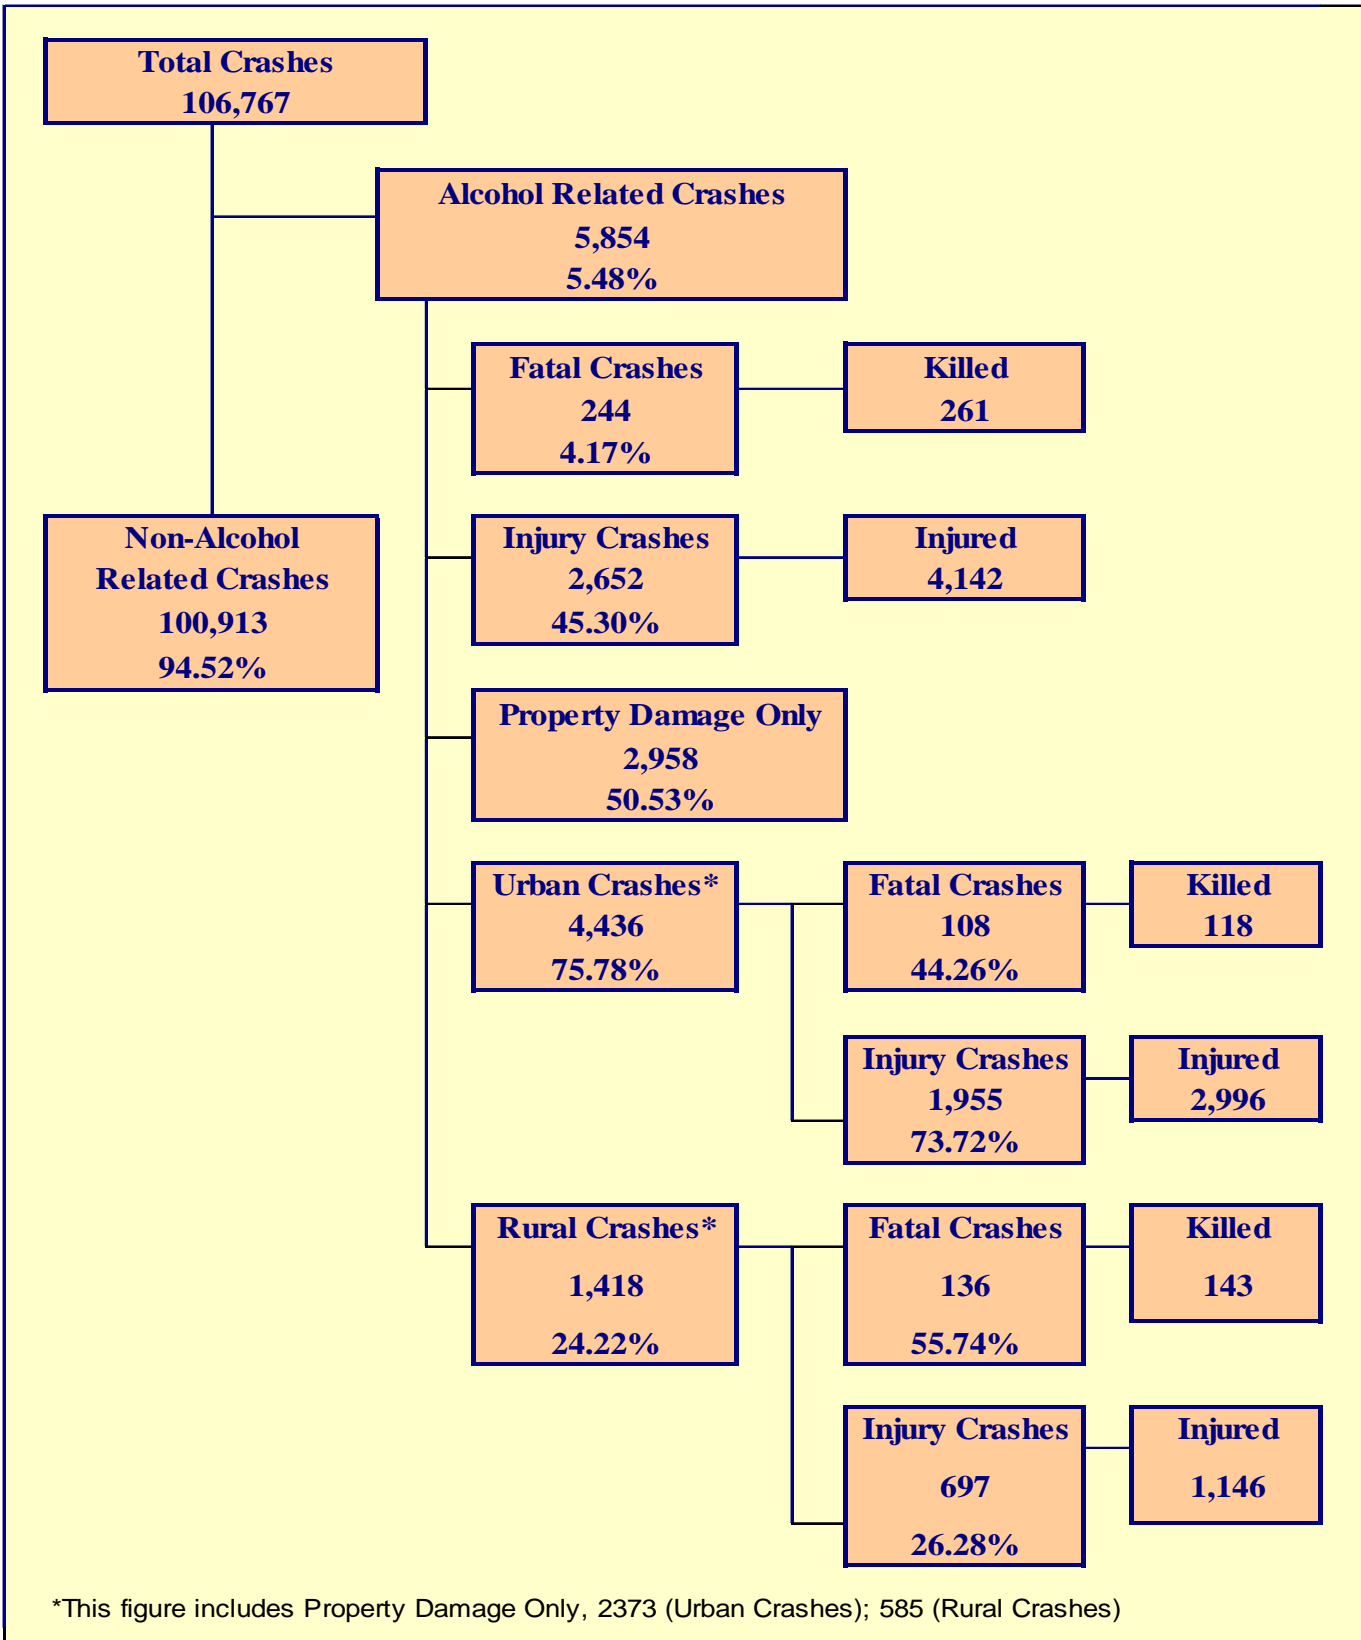 Total Crashes
106,767
Alcohol Related Crashes
5,854
5.48%
Fatal Crashes
244
4.17%
Killed
261
Non-Alcohol
Related Crashes
100,913
94.52%
Injury Crashes
2,652
45.30%
Injured
4,142
Property Damage Only
2,958
50.53%
Urban Crashes*
4,436
75.78%
Fatal Crashes
108
44.26%
Killed
118
Injury Crashes
1,955
73.72%
Injured
2,996
Rural Crashes*
1,418
24.22%
Fatal Crashes
136
55.74%
Killed
143
Injury Crashes
697
26.28%
Injured
1,146
*This figure includes Property Damage Only, 2373 (Urban Crashes); 585 (Rural Crashes)